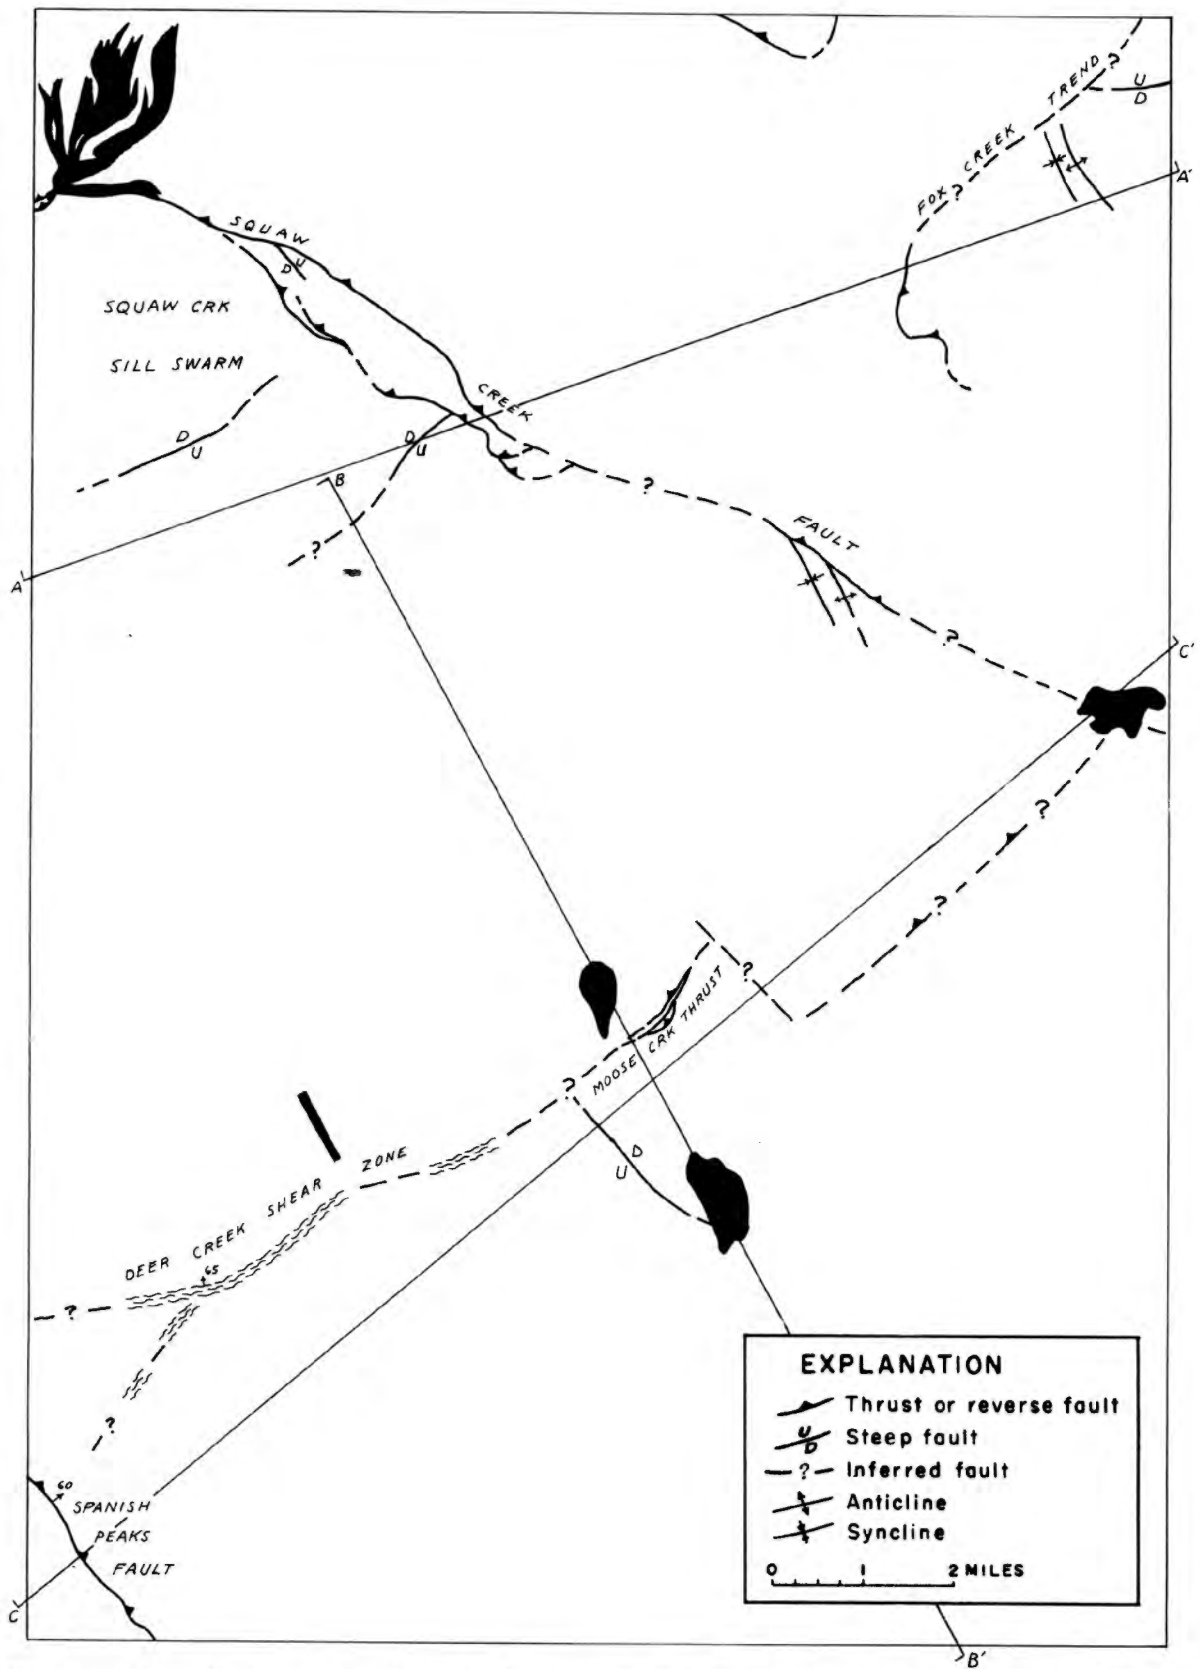 TREND
?
U
D
CREEK
FOX
?
A'
SQUAW
D U
SQUAW CRK
SILL SWARM
CREEK
D
U
D
U
B
?
?
FAULT
A
?
C'
?
?
?
MOOSE CRK THRUST
?
D
U
DEER CREEK SHEAR ZONE
65
?
?
60
SPANISH
PEAKS
FAULT
C
EXPLANATION
Thrust or reverse fault
U
D Steep fault
? Inferred fault
Anticline
Syncline
0 1 2 MILES
B'